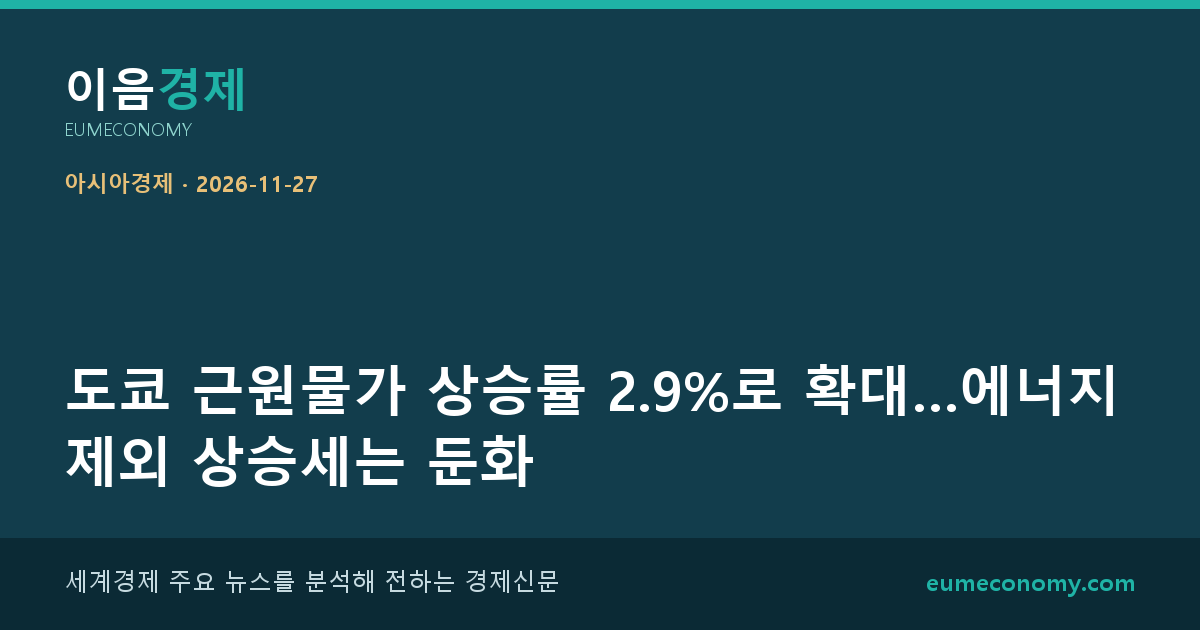 이음경제
EUMECONOMY
아시아경제 · 2026-11-27
도쿄 근원물가 상승률 2.9%로 확대...에너지
제외 상승세는 둔화
세계경제 주요 뉴스를 분석해 전하는 경제신문
eumeconomy.com